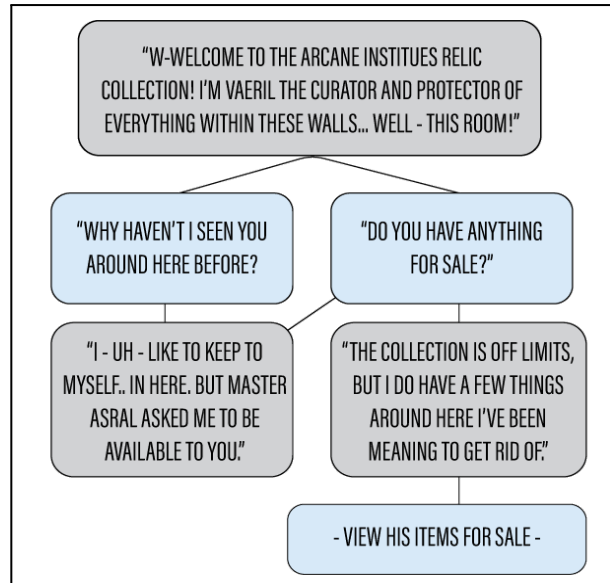 “W-WELCOME TO THE ARCANE INSTITUES RELIC
COLLECTION! I’M VAERIL THE CURATOR AND PROTECTOR OF
EVERYTHING WITHIN THESE WALLS... WELL - THIS ROOM!”
“WHY HAVEN’T I SEEN YOU
AROUND HERE BEFORE?
“DO YOU HAVE ANYTHING
FOR SALE?”
“I - UH - LIKE TO KEEP TO
MYSELF.. IN HERE. BUT MASTER
ASRAL ASKED ME TO BE
AVAILABLE TO YOU.”
“THE COLLECTION IS OFF LIMITS,
BUT I DO HAVE A FEW THINGS
AROUND HERE I’VE BEEN
MEANING TO GET RID OF.”
- VIEW HIS ITEMS FOR SALE -